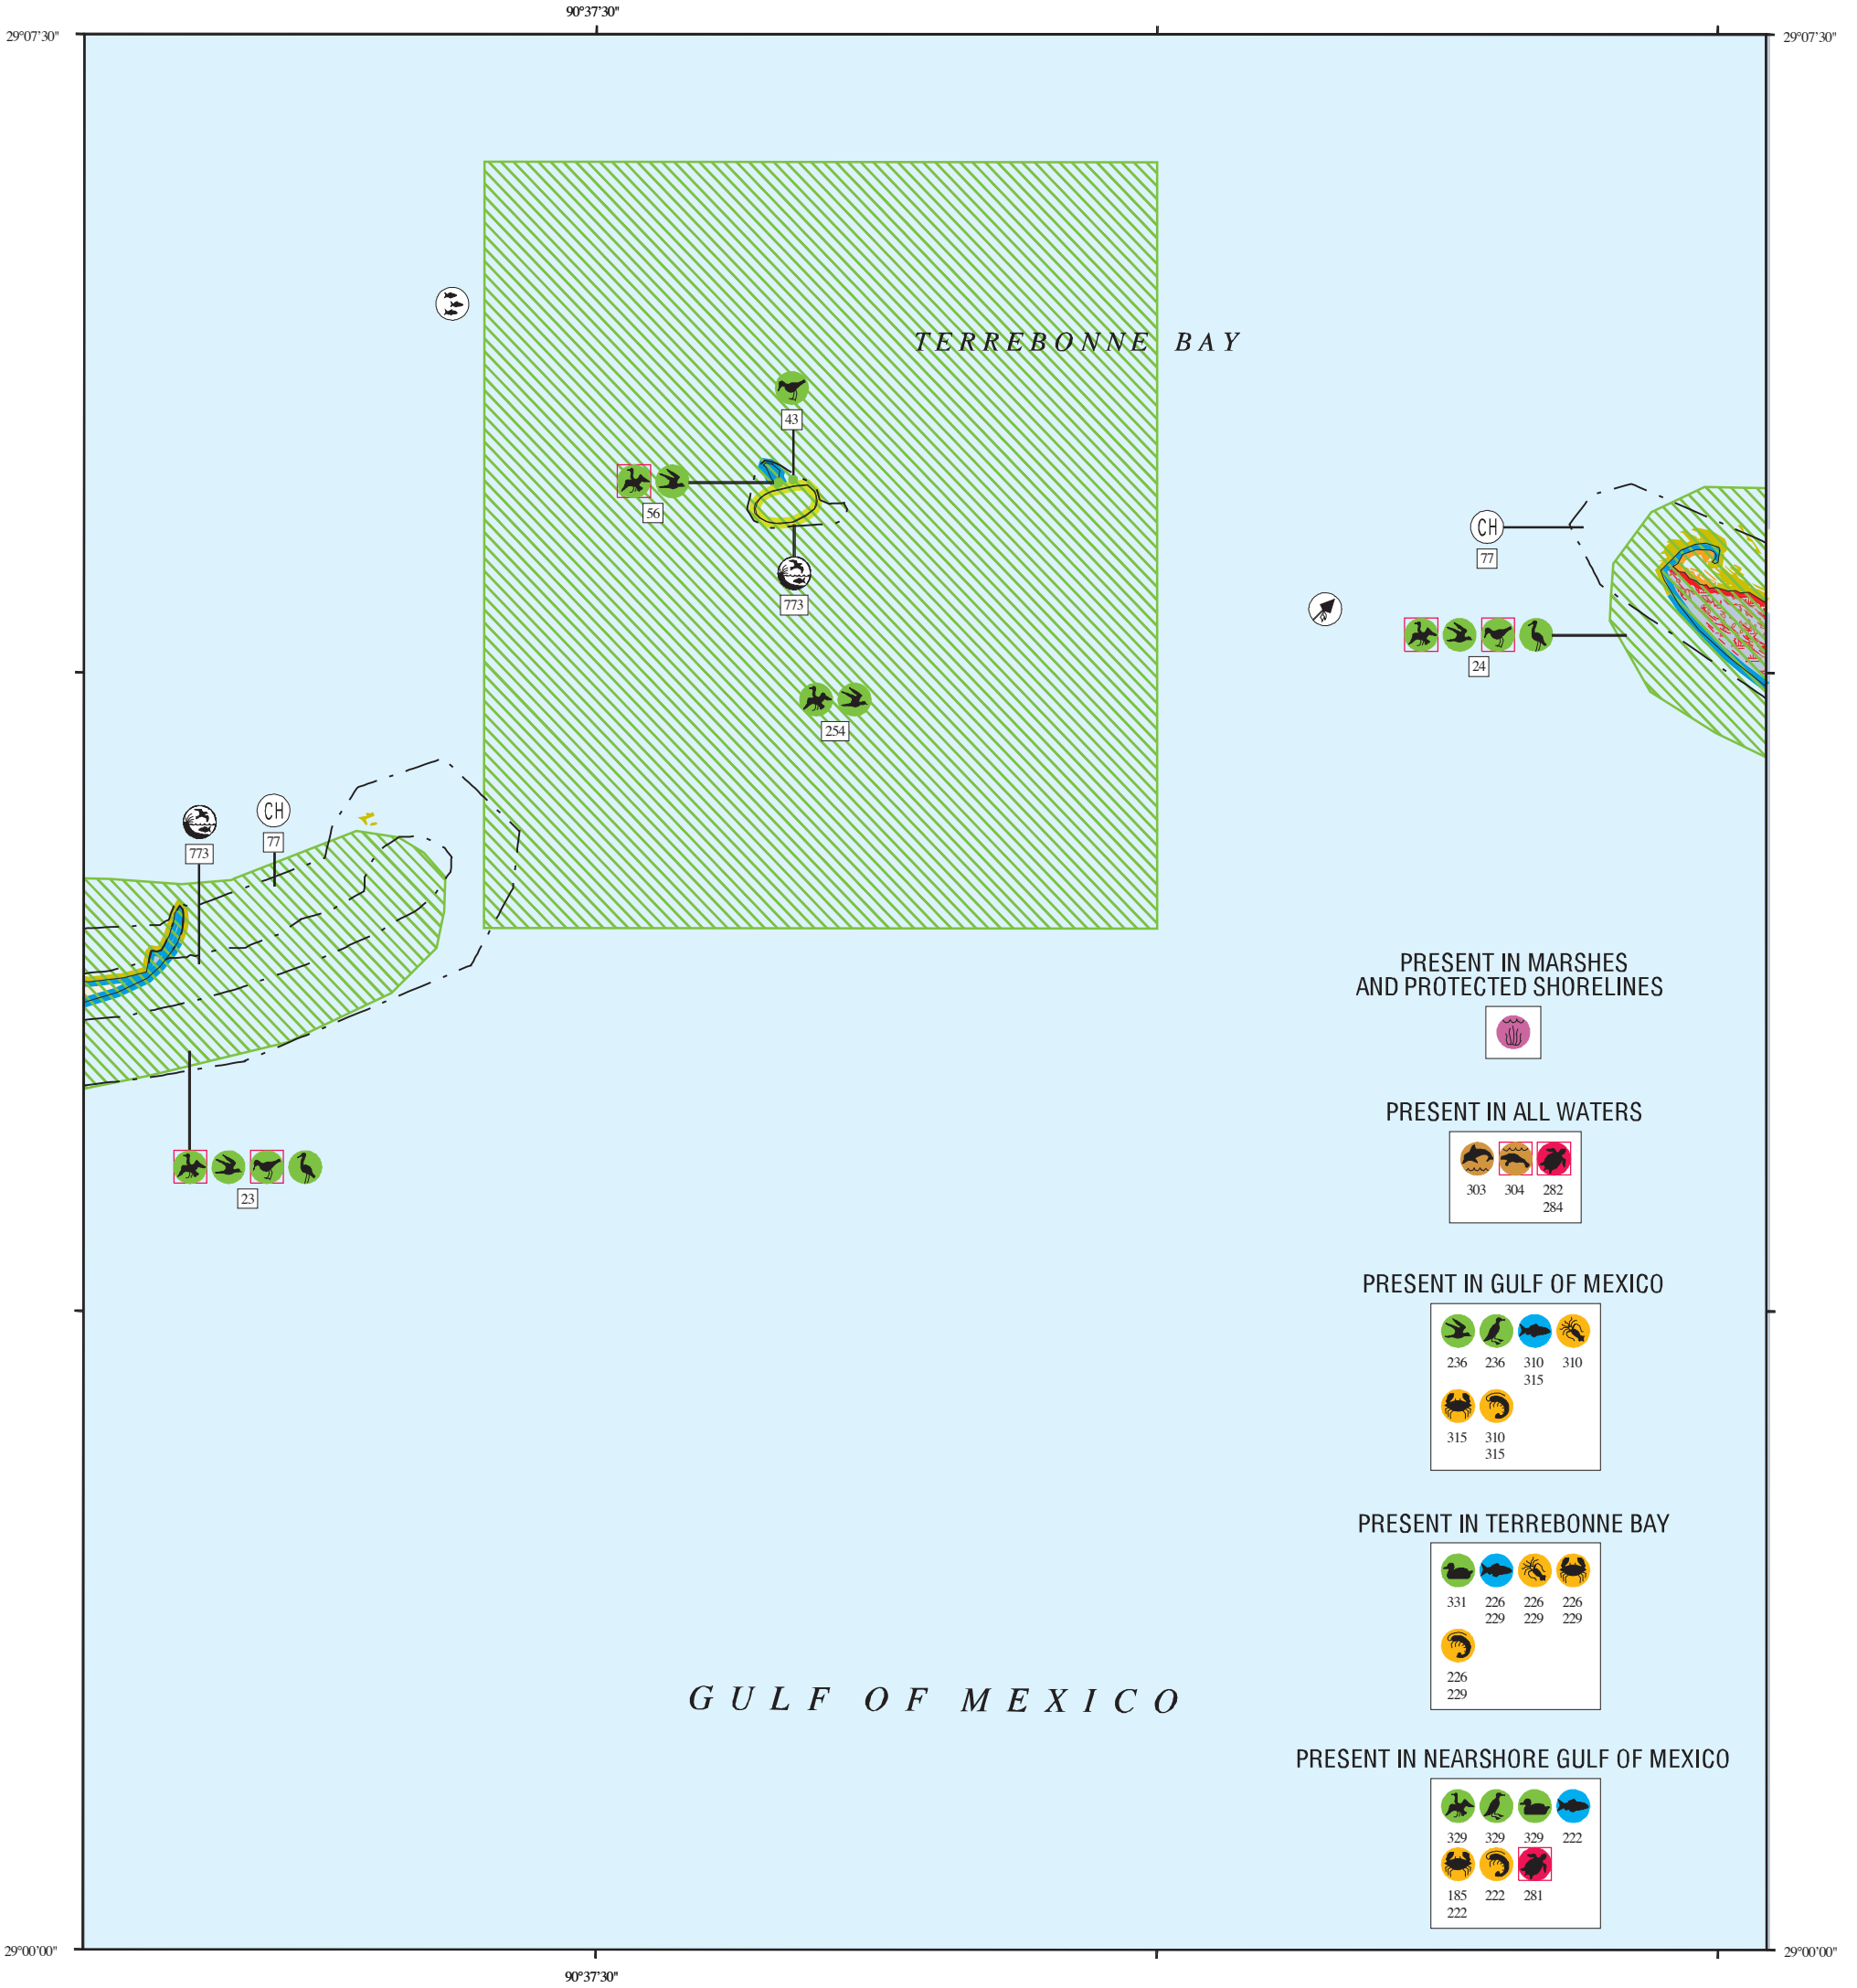 90°37'30"
29°07'30"
29°07'30"
TERREBONNE BAY
43
56
CH
77
773
24
254
CH
773
77
PRESENT IN MARSHES
AND PROTECTED SHORELINES
PRESENT IN ALL WATERS
303 304 282
284
23
PRESENT IN GULF OF MEXICO
236 236 310 310
315
315 310
315
PRESENT IN TERREBONNE BAY
331 226 226 226
229 229 229
226
229
GULF OF MEXICO
PRESENT IN NEARSHORE GULF OF MEXICO
329 329 329 222
185 222 281
222
29°00'00"
29°00'00"
90°37'30"